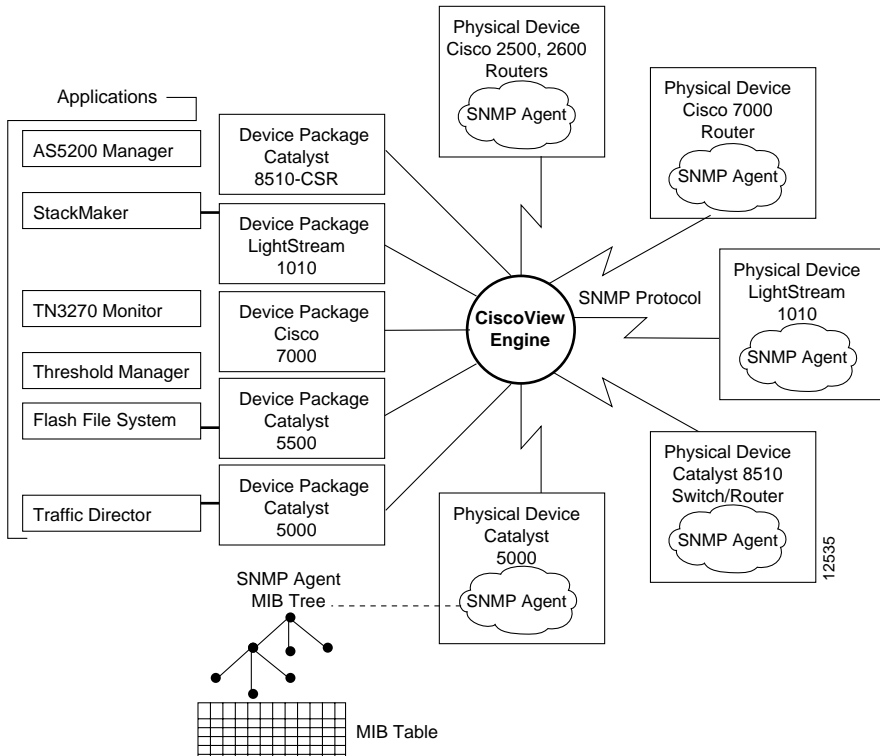 Applications
AS5200 Manager
StackMaker
TN3270 Monitor
Threshold Manager
Flash File System
Traffic Director
Device Package
Catalyst
8510-CSR
Device Package
LightStream
1010
Device Package
Cisco
7000
Device Package
Catalyst
5500
Device Package
Catalyst
5000
CiscoView
Engine
SNMP Protocol
Physical Device
Cisco 2500, 2600
Routers
SNMP Agent
Physical Device
Cisco 7000
Router
SNMP Agent
Physical Device
LightStream
1010
SNMP Agent
Physical Device
Catalyst 8510
Switch/Router
SNMP Agent
Physical Device
Catalyst
5000
SNMP Agent
12535
SNMP Agent
MIB Tree
MIB Table